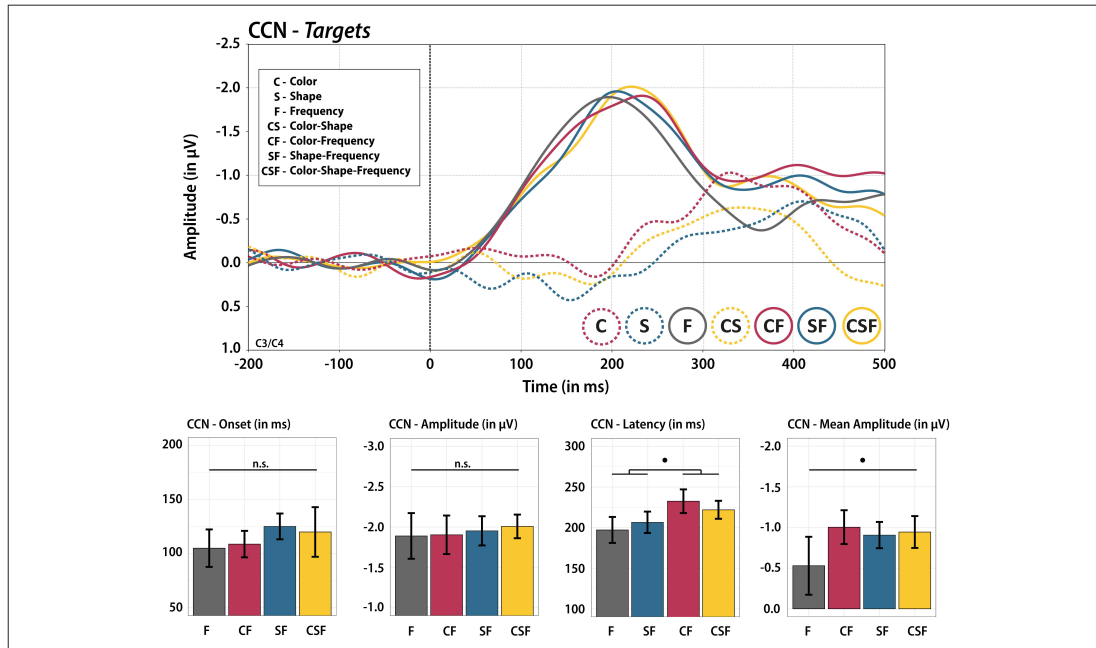 CCN - Targets
-2.5
-2.0
-1.5
-1.0
-0.5
0.0
0.5
1.0
Amplitude (in µV)
C - Color
S - Shape
F - Frequency
CS - Color-Shape
CF - Color-Frequency
SF - Shape-Frequency
CSF - Color-Shape-Frequency
C S F CS CF SF CSF
C3/C4
-200 -100 0 100 200 300 400 500
Time (in ms)
CCN - Onset (in ms)
200
150
100
50
n.s.
F CF SF CSF
CCN - Amplitude (in µV)
-3.0
-2.5
-2.0
-1.5
-1.0
n.s.
F CF SF CSF
CCN - Latency (in ms)
300
250
200
150
100
F SF CF CSF
CCN - Mean Amplitude (in µV)
-2.0
-1.5
-1.0
-0.5
0.0
F CF SF CSF